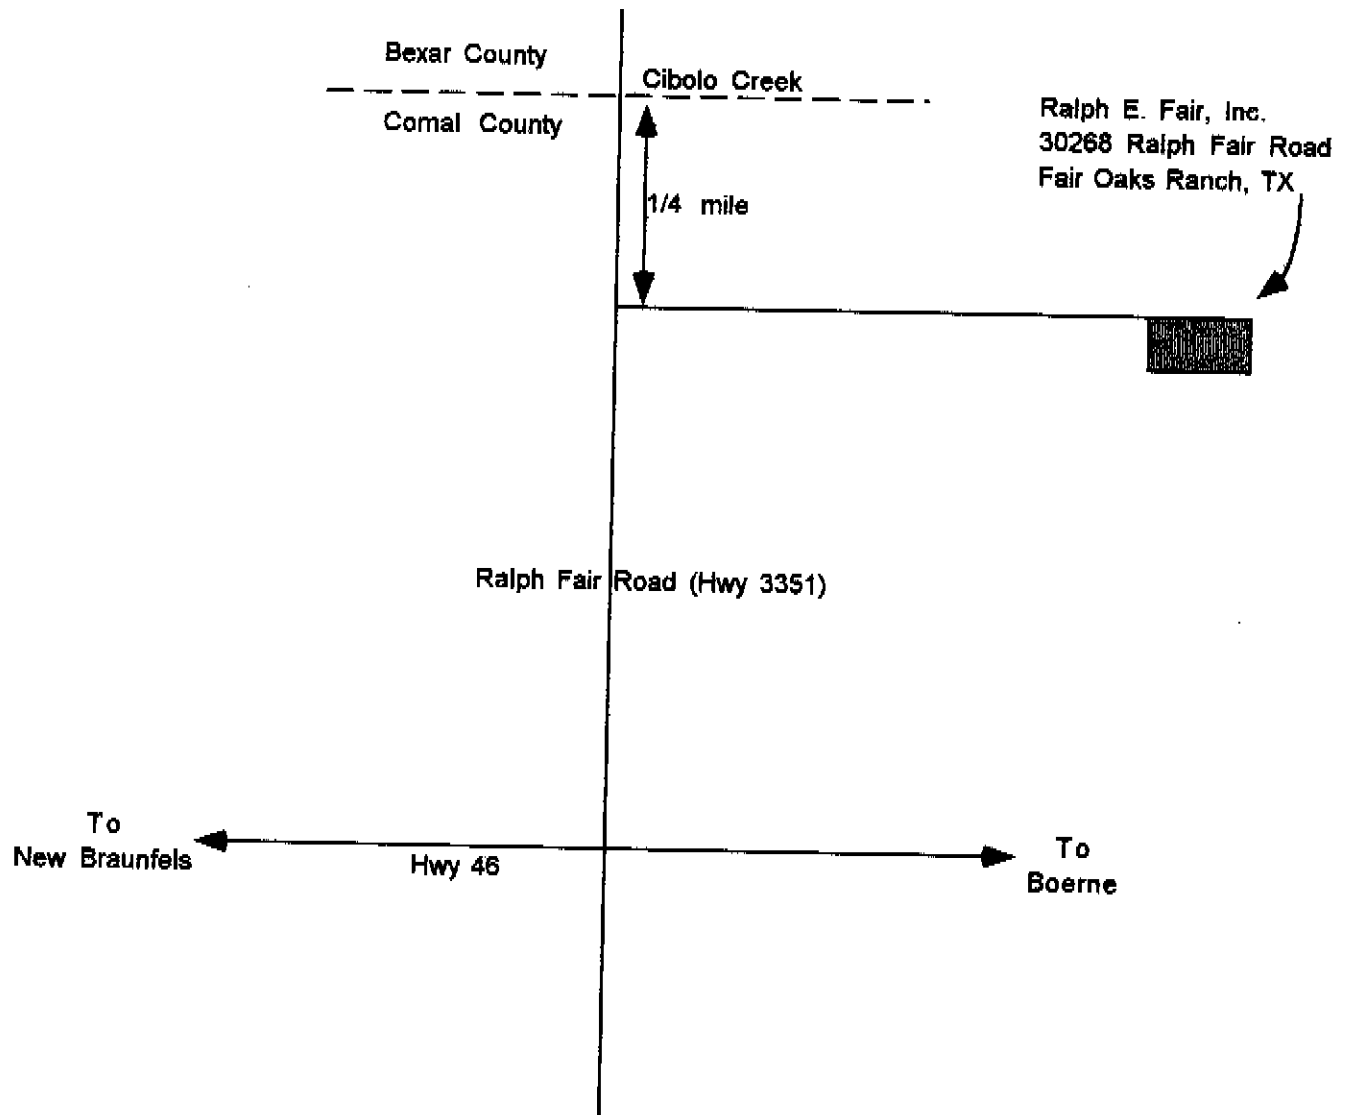 Bexar County
Cibolo Creek
Comal County
Ralph E. Fair, Inc.
30268 Ralph Fair Road
Fair Oaks Ranch, TX
1/4 mile
Ralph Fair Road (Hwy 3351)
To
New Braunfels
Hwy 46
To
Boerne